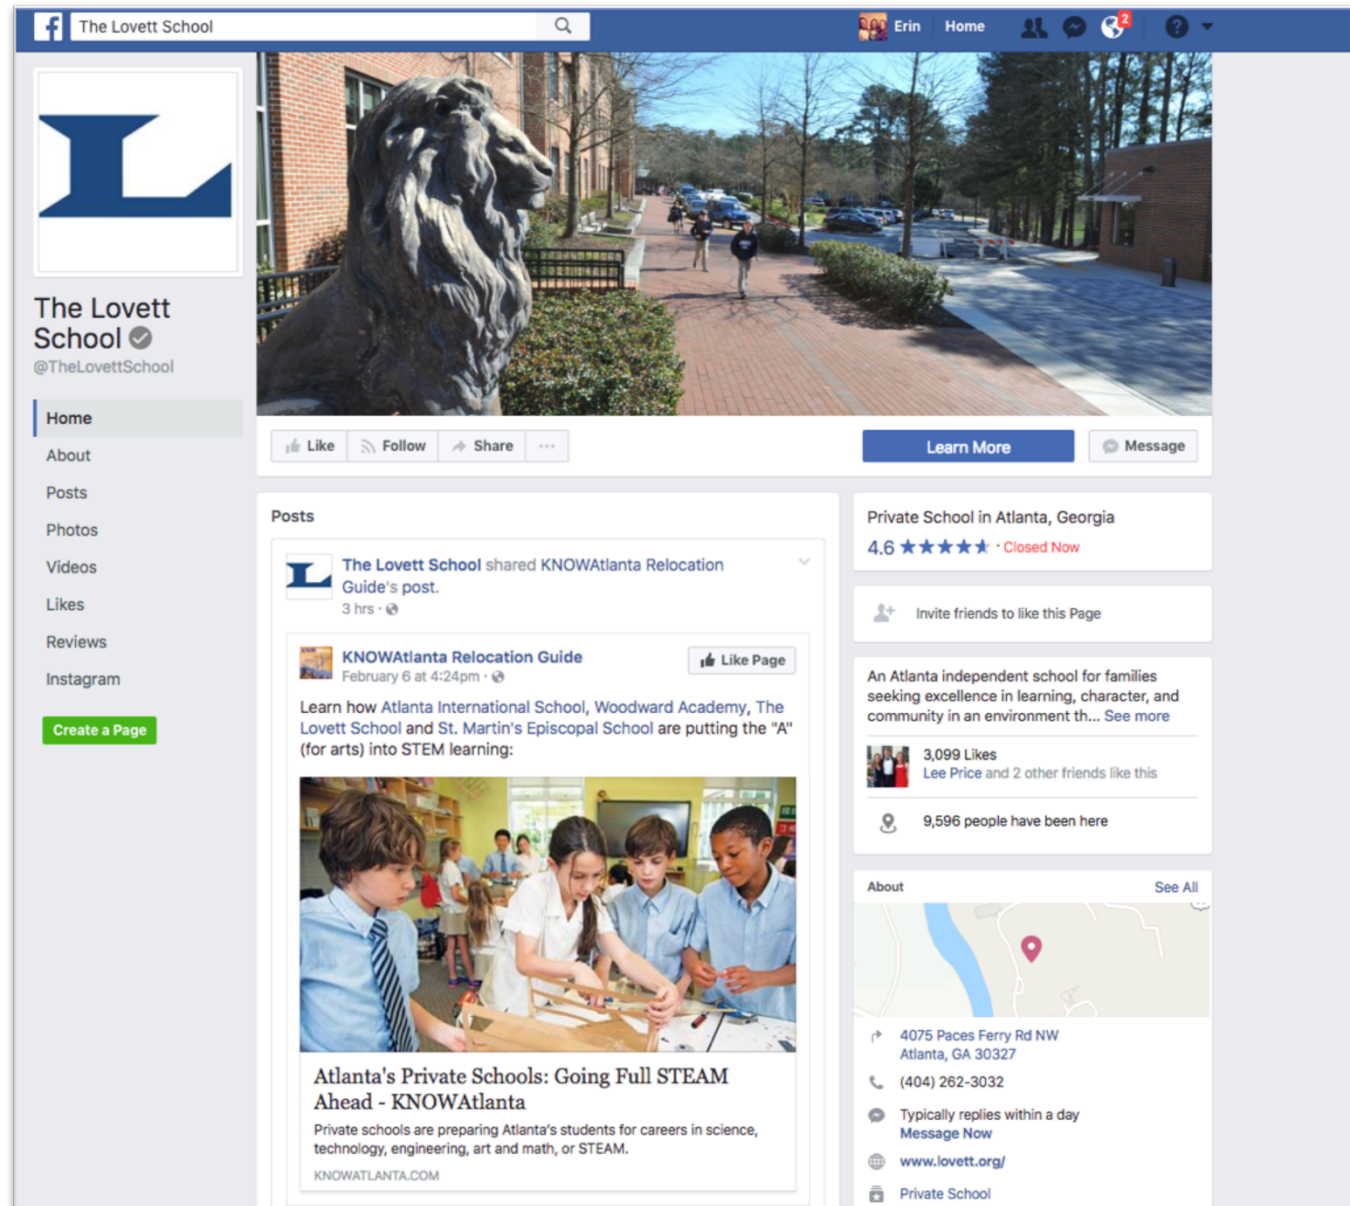 The Lovett School
Erin
Home
2
?
L
The Lovett
School
@TheLovettSchool
Home
About
Posts
Photos
Videos
Likes
Reviews
Instagram
Create a Page
Like
Follow
Share
...
Learn More
Message
Posts
The Lovett School shared KNOWAtlanta Relocation
Guide's post.
3 hrs ·
KNOWAtlanta Relocation Guide
February 6 at 4:24pm ·
Like Page
Learn how Atlanta International School, Woodward Academy, The
Lovett School and St. Martin's Episcopal School are putting the "A"
(for arts) into STEM learning:
Atlanta's Private Schools: Going Full STEAM
Ahead - KNOWAtlanta
Private schools are preparing Atlanta's students for careers in science,
technology, engineering, art and math, or STEAM.
KNOWATLANTA.COM
Private School in Atlanta, Georgia
4.6 ★★★★★ · Closed Now
Invite friends to like this Page
An Atlanta independent school for families
seeking excellence in learning, character, and
community in an environment th... See more
3,099 Likes
Lee Price and 2 other friends like this
9,596 people have been here
About
See All
4075 Paces Ferry Rd NW
Atlanta, GA 30327
(404) 262-3032
Typically replies within a day
Message Now
www.lovett.org/
Private School